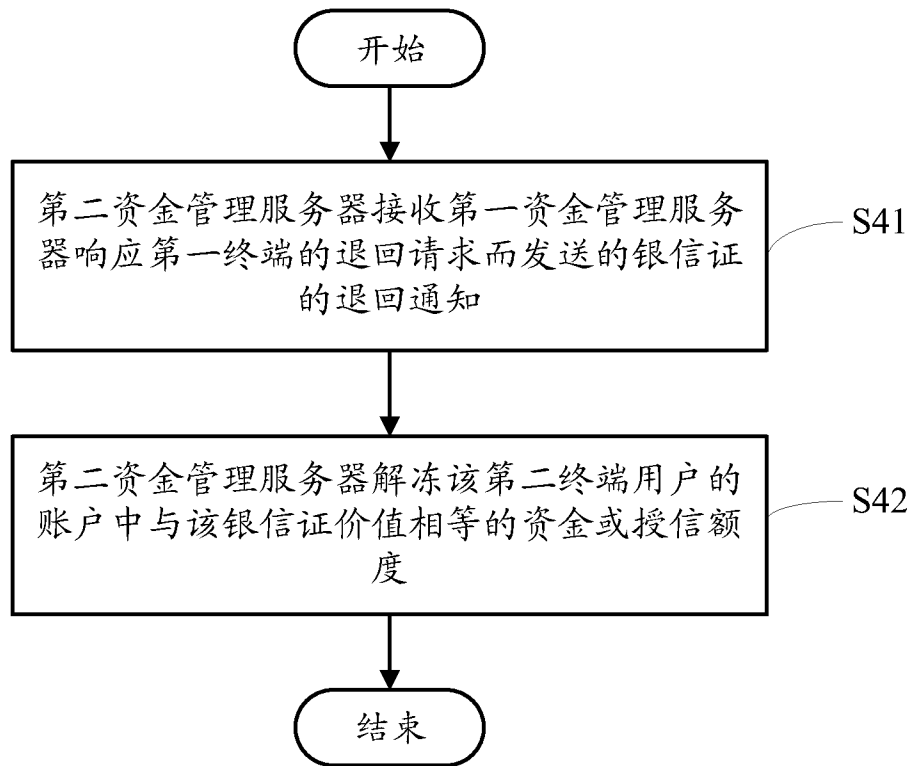 开始
第二资金管理服务器接收第一资金管理服务
器响应第一终端的退回请求而发送的银信证
的退回通知
S41
第二资金管理服务器解冻该第二终端用户的
账户中与该银信证价值相等的资金或授信额
度
S42
结束